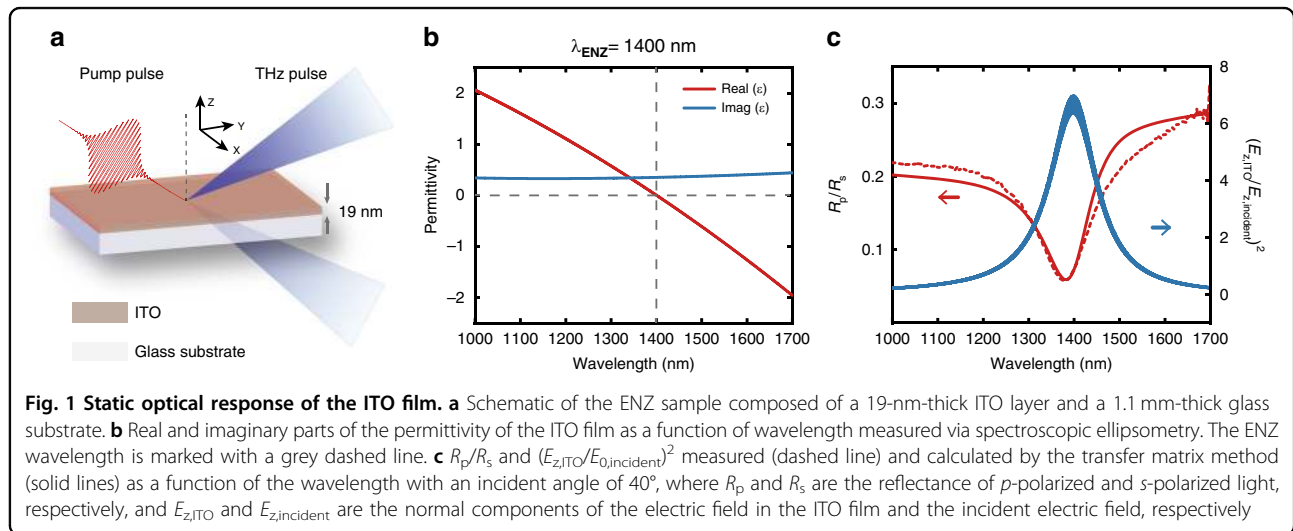 a
Pump pulse
THz pulse
Z
Y
X
19 nm
ITO
Glass substrate
b
λENZ= 1400 nm
Real (ε)
Imag (ε)
Permittivity
2
1
0
−1
−2
1000 1100 1200 1300 1400 1500 1600 1700
Wavelength (nm)
c
Rp/Rs
0.3
0.2
0.1
8
6
4
2
0
(Ez,ITO/Ez,incident)²
1000 1100 1200 1300 1400 1500 1600 1700
Wavelength (nm)
Fig. 1 Static optical response of the ITO film. a Schematic of the ENZ sample composed of a 19-nm-thick ITO layer and a 1.1 mm-thick glass
substrate. b Real and imaginary parts of the permittivity of the ITO film as a function of wavelength measured via spectroscopic ellipsometry. The ENZ
wavelength is marked with a grey dashed line. c Rp/Rs and (Ez,ITO/E0,incident)² measured (dashed line) and calculated by the transfer matrix method
(solid lines) as a function of the wavelength with an incident angle of 40°, where Rp and Rs are the reflectance of p-polarized and s-polarized light,
respectively, and Ez,ITO and Ez,incident are the normal components of the electric field in the ITO film and the incident electric field, respectively